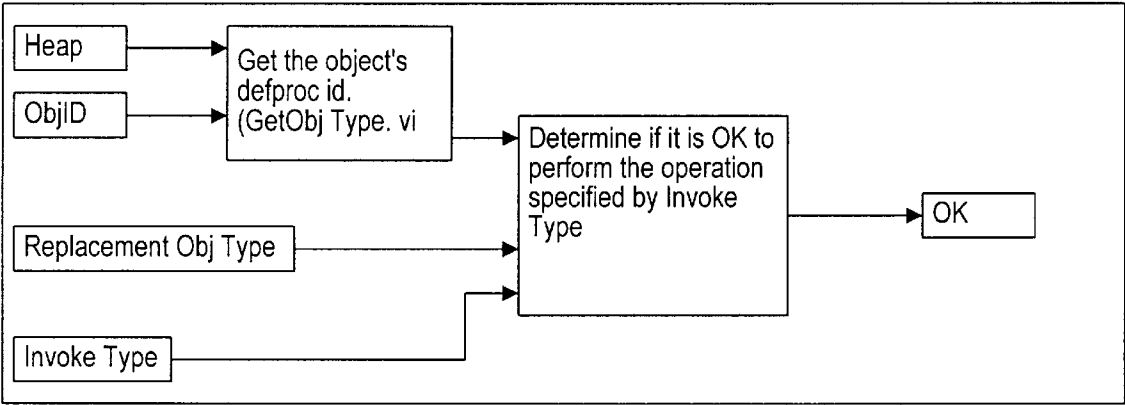 Heap
ObjID
Get the object's
defproc id.
(GetObj Type. vi
Determine if it is OK to
perform the operation
specified by Invoke
Type
OK
Replacement Obj Type
Invoke Type